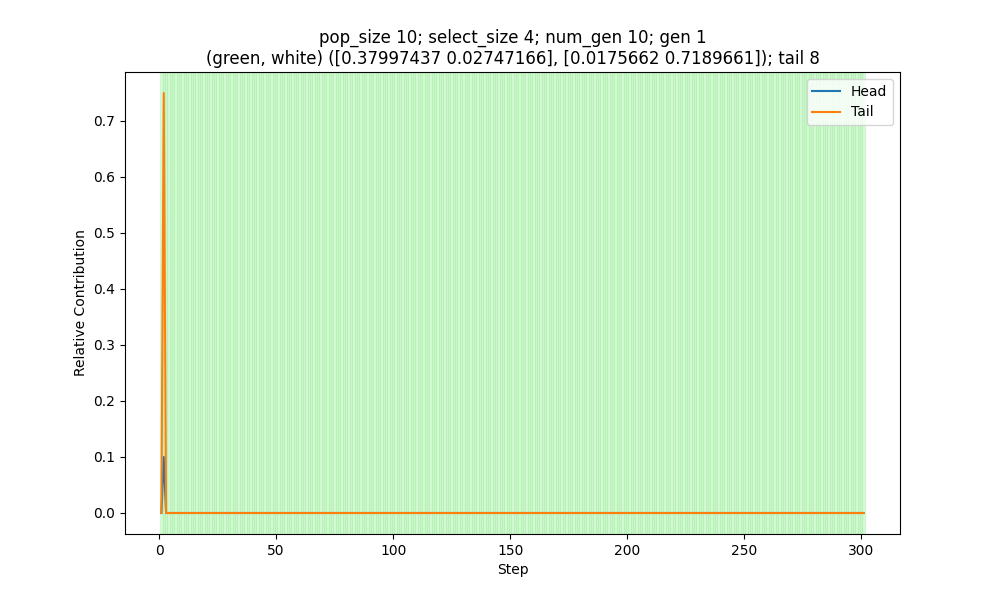 pop_size 10; select_size 4; num_gen 10; gen 1
(green, white) ([0.37997437 0.02747166], [0.0175662 0.7189661]); tail 8
Head
Tail
Relative Contribution
0.7
0.6
0.5
0.4
0.3
0.2
0.1
0.0
0 50 100 150 200 250 300
Step